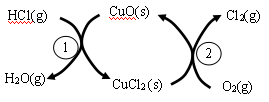 HCl(g) CuO(s) Cl₂(g)
1 2
H₂O(g) CuCl₂(s) O₂(g)